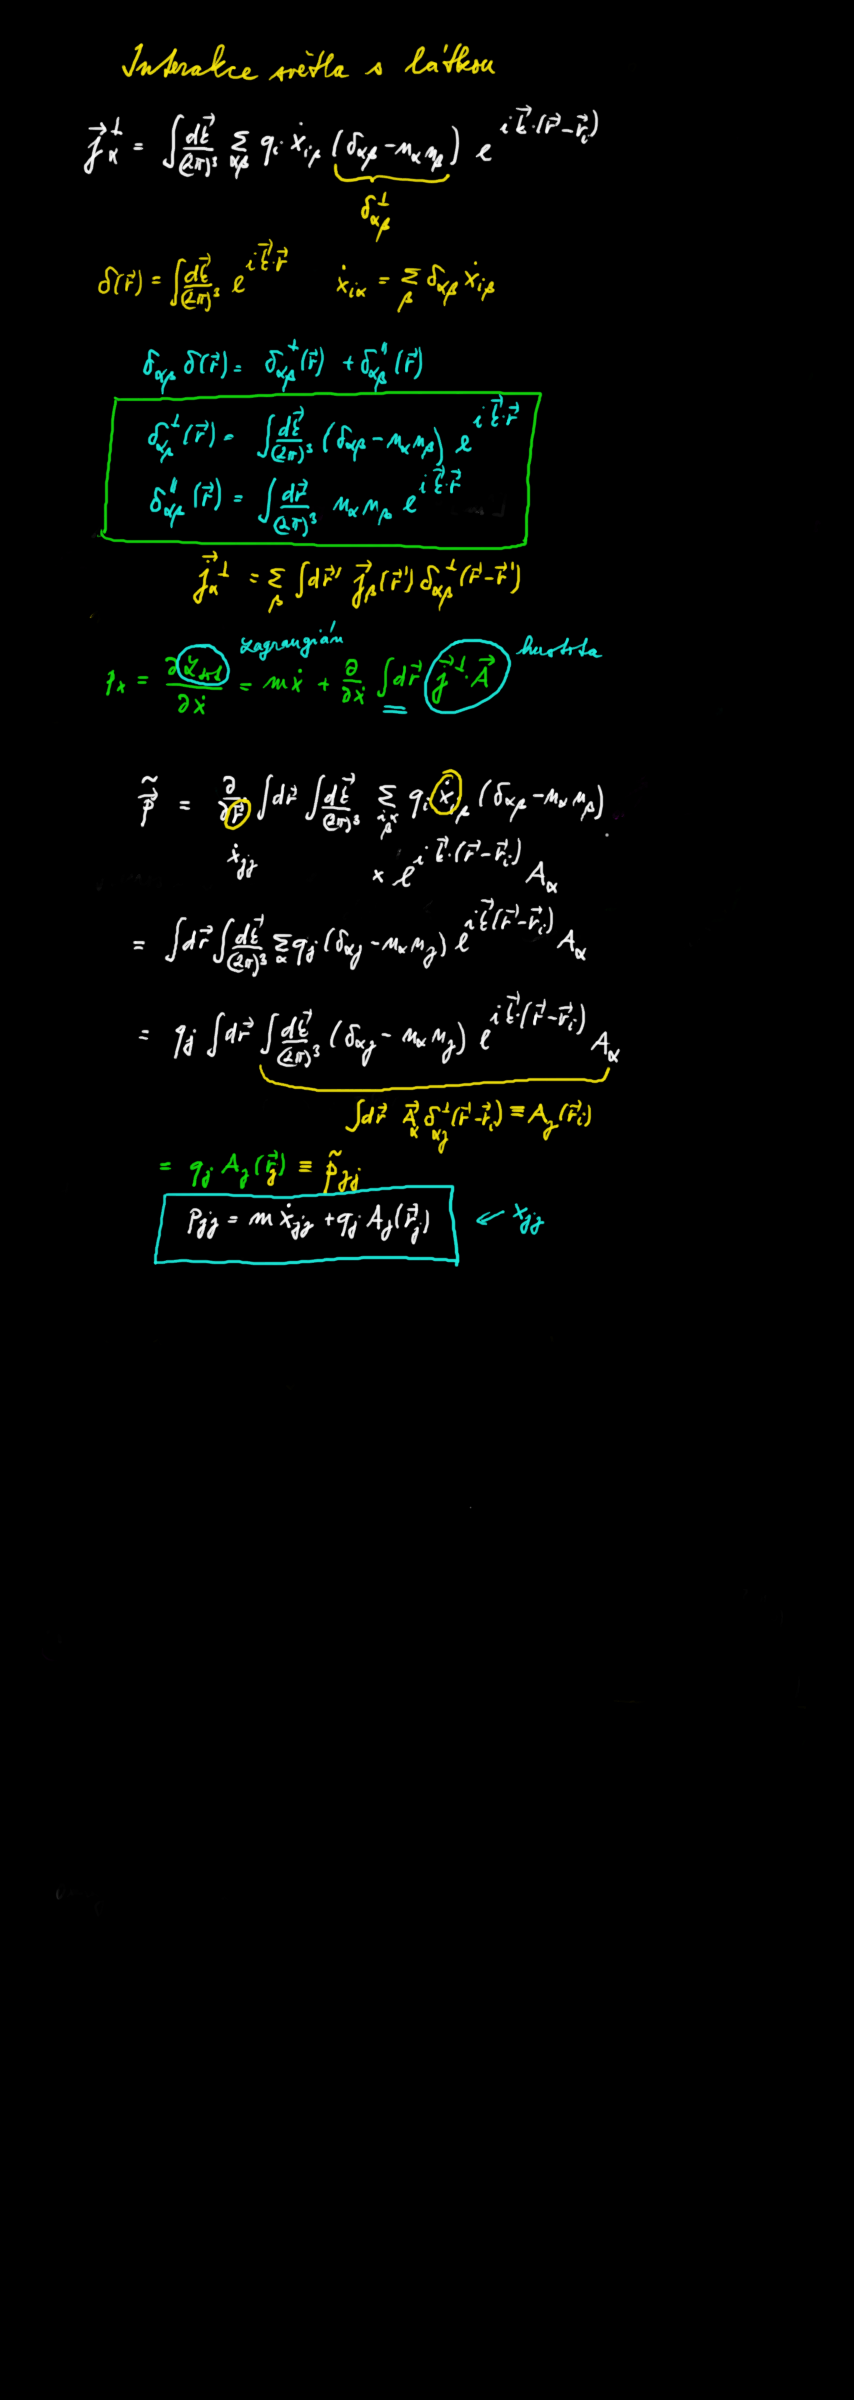 Interakce světla s látkou
$\vec{j}_\alpha^\perp = \int \frac{d\vec{k}}{(2\pi)^3} \sum_{\alpha\beta} q_i \dot{x}_{i\beta} (\delta_{\alpha\beta} - n_\alpha n_\beta) e^{i\vec{k}\cdot(\vec{r}-\vec{r}_i)}$
$\delta_{\alpha\beta}^\perp$
$\delta(\vec{r}) = \int \frac{d\vec{k}}{(2\pi)^3} e^{i\vec{k}\cdot\vec{r}}$ $\dot{x}_{i\alpha} = \sum_\beta \delta_{\alpha\beta} \dot{x}_{i\beta}$
$\delta_{\alpha\beta} \delta(\vec{r}) = \delta_{\alpha\beta}^\perp(\vec{r}) + \delta_{\alpha\beta}^{\parallel}(\vec{r})$
$\delta_{\alpha\beta}^\perp(\vec{r}) = \int \frac{d\vec{k}}{(2\pi)^3} (\delta_{\alpha\beta} - n_\alpha n_\beta) e^{i\vec{k}\cdot\vec{r}}$
$\delta_{\alpha\beta}^{\parallel}(\vec{r}) = \int \frac{d\vec{r}}{(2\pi)^3} n_\alpha n_\beta e^{i\vec{k}\cdot\vec{r}}$
$\vec{j}_\alpha^\perp = \sum_\beta \int d\vec{r}' \vec{j}_\beta(\vec{r}') \delta_{\alpha\beta}^\perp(\vec{r}-\vec{r}')$
Lagrangián hustota
$p_x = \frac{\partial \mathcal{L}_{tot}}{\partial \dot{x}} = m\dot{x} + \frac{\partial}{\partial \dot{x}} \int d\vec{r} \, \vec{j}^\perp \cdot \vec{A}$
$\tilde{\vec{p}} = \frac{\partial}{\partial \dot{\vec{r}}} \int d\vec{r} \int \frac{d\vec{k}}{(2\pi)^3} \sum_{i\alpha\beta} q_i \dot{x}_{i\beta} (\delta_{\alpha\beta} - n_\alpha n_\beta)$
$\dot{x}_{jj}$ $\times e^{i\vec{k}\cdot(\vec{r}-\vec{r}_i)} A_\alpha$
$= \int d\vec{r} \int \frac{d\vec{k}}{(2\pi)^3} \sum_\alpha q_j (\delta_{\alpha j} - n_\alpha n_j) e^{i\vec{k}(\vec{r}-\vec{r}_i)} A_\alpha$
$= q_j \int d\vec{r} \int \frac{d\vec{k}}{(2\pi)^3} (\delta_{\alpha j} - n_\alpha n_j) e^{i\vec{k}\cdot(\vec{r}-\vec{r}_i)} A_\alpha$
$\int d\vec{r} \, \vec{A}_\alpha \delta_{\alpha j}^\perp(\vec{r}-\vec{r}_i) \equiv A_j(\vec{r}_i)$
$= q_j A_j(\vec{r}_j) \equiv \tilde{p}_{jj}$
$p_{jj} = m\dot{x}_{jj} + q_j A_j(\vec{r}_j)$ $\leftarrow x_{jj}$